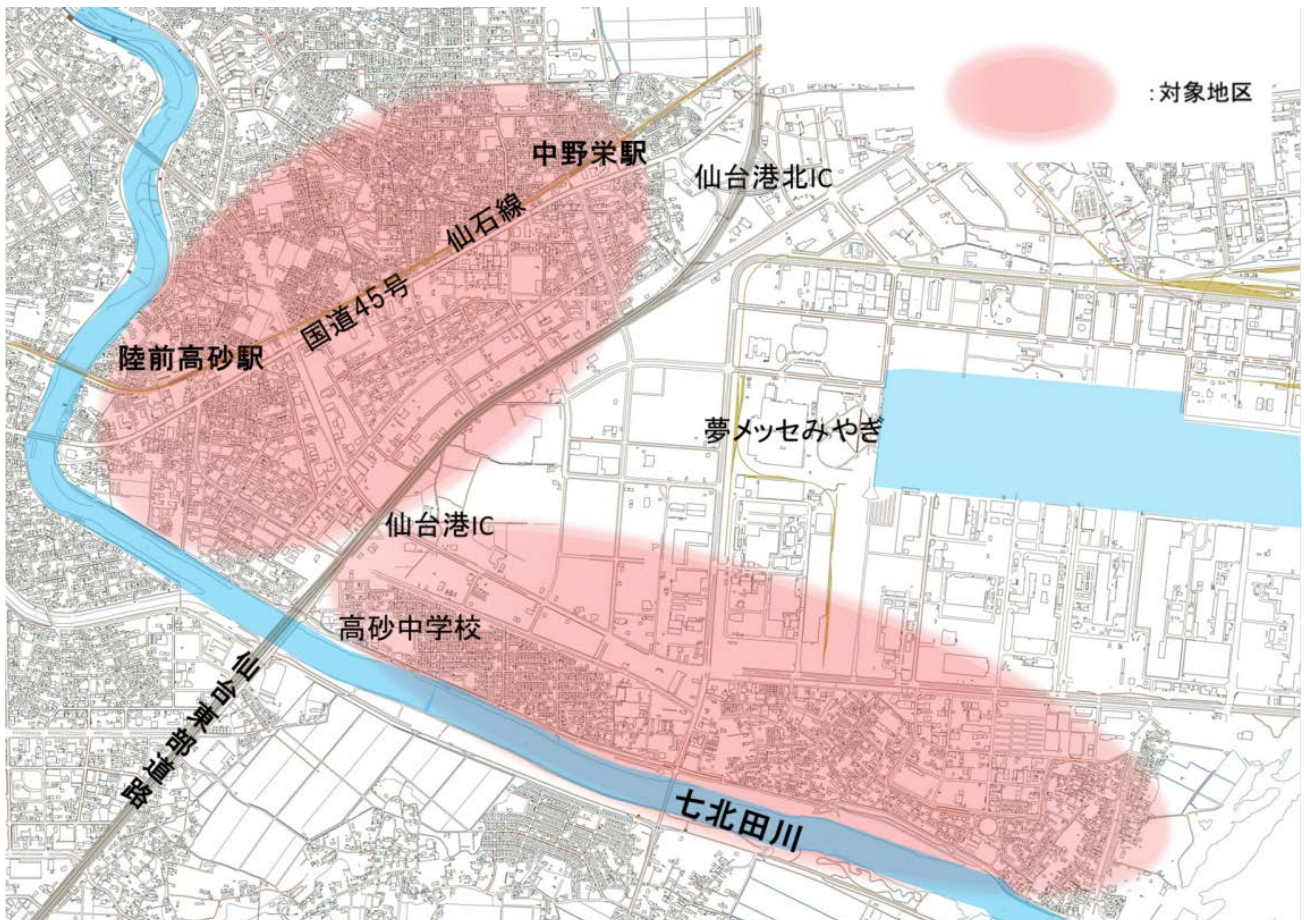 :対象地区
中野栄駅
仙台港北IC
仙石線
国道45号
陸前高砂駅
夢メッセみやぎ
仙台港IC
高砂中学校
仙台東部道路
七北田川